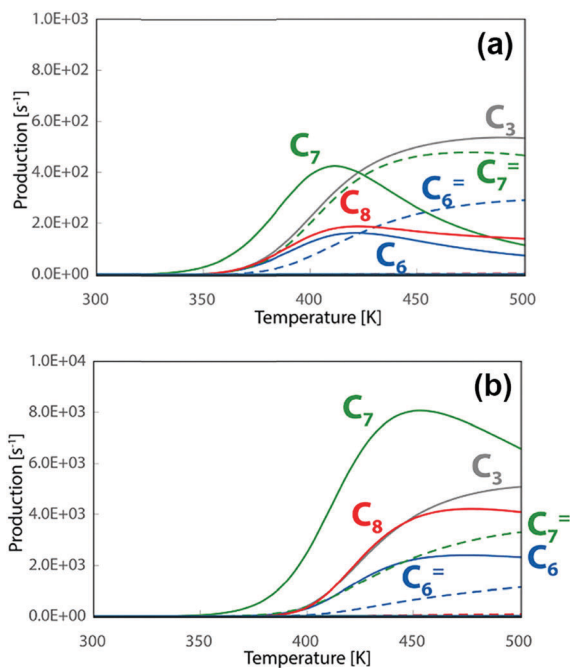 (a)
1.0E+03
8.0E+02
6.0E+02
4.0E+02
2.0E+02
0.0E+00
Production [s⁻¹]
C₇
C₃
C₇⁼
C₆⁼
C₈
C₆
300 350 400 450 500
Temperature [K]
(b)
1.0E+04
8.0E+03
6.0E+03
4.0E+03
2.0E+03
0.0E+00
Production [s⁻¹]
C₇
C₃
C₈
C₇⁼
C₆⁼
C₆
300 350 400 450 500
Temperature [K]